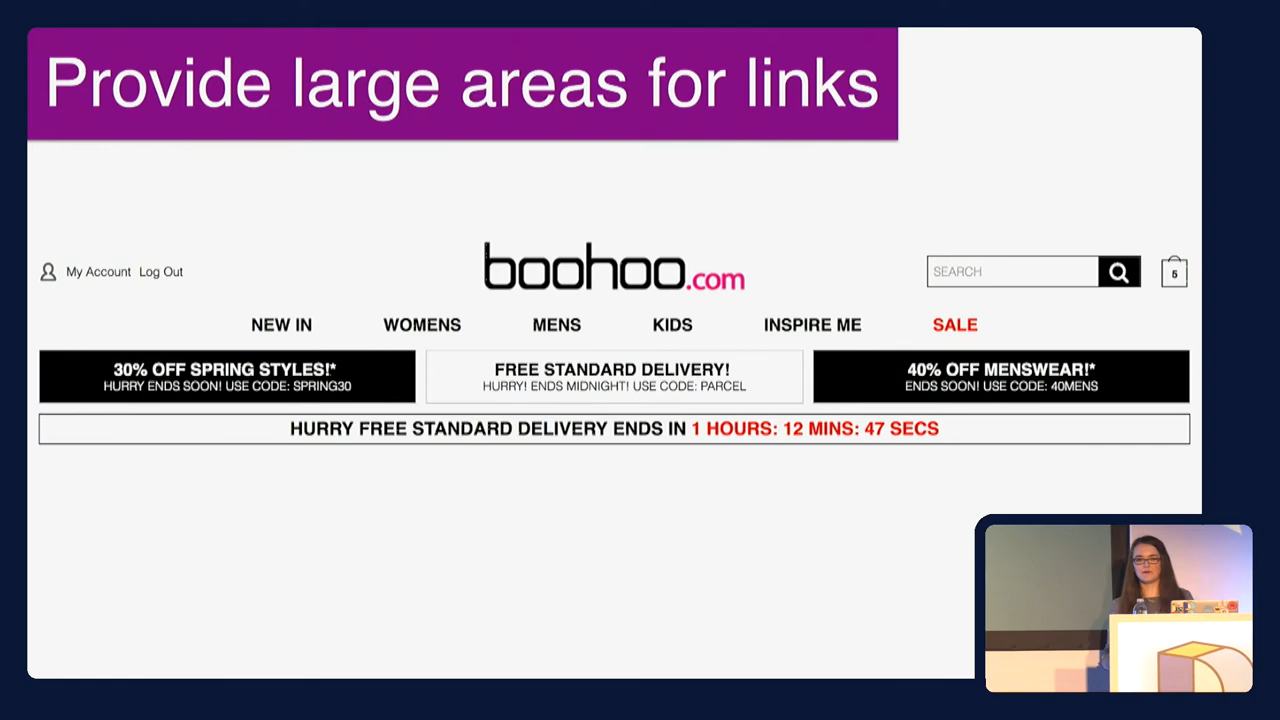 Provide large areas for links
My Account Log Out
boohoo.com
SEARCH
5
NEW IN WOMENS MENS KIDS INSPIRE ME SALE
30% OFF SPRING STYLES!*
HURRY ENDS SOON! USE CODE: SPRING30
FREE STANDARD DELIVERY!
HURRY! ENDS MIDNIGHT! USE CODE: PARCEL
40% OFF MENSWEAR!*
ENDS SOON! USE CODE: 40MENS
HURRY FREE STANDARD DELIVERY ENDS IN 1 HOURS: 12 MINS: 47 SECS